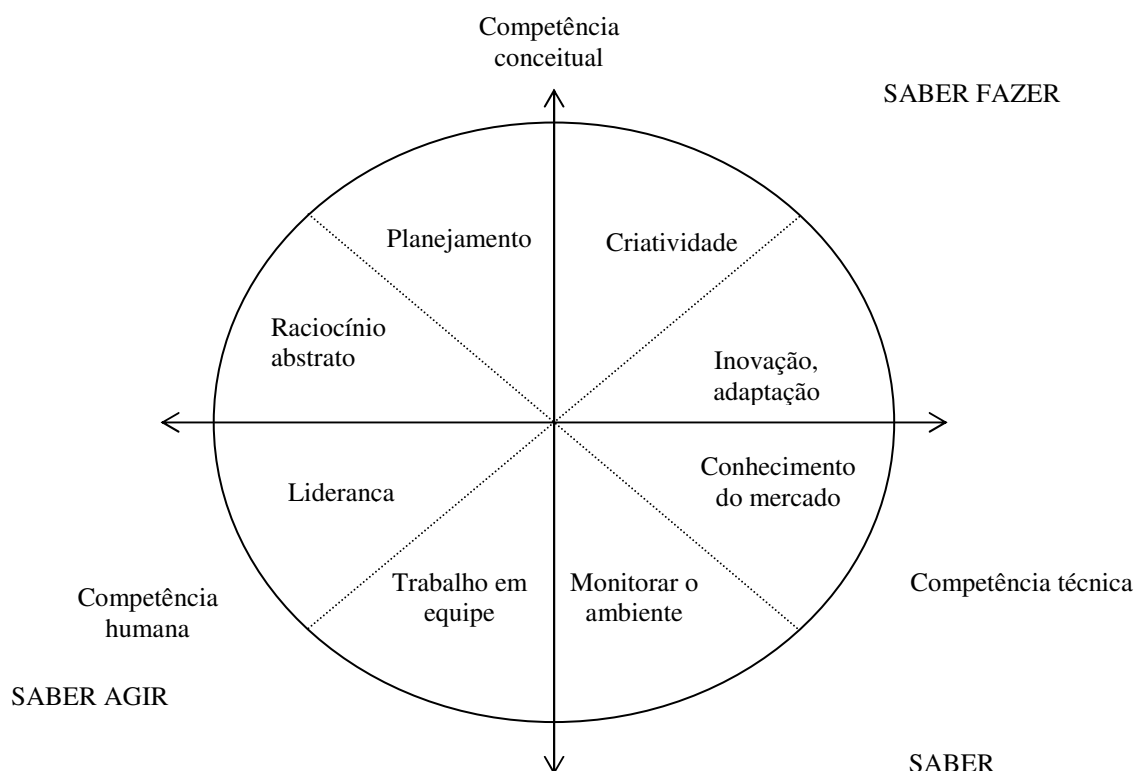 Competência
conceitual
SABER FAZER
Planejamento
Criatividade
Raciocínio
abstrato
Inovação,
adaptação
Conhecimento
do mercado
Lideranca
Trabalho em
equipe
Monitorar o
ambiente
Competência técnica
Competência
humana
SABER AGIR
SABER